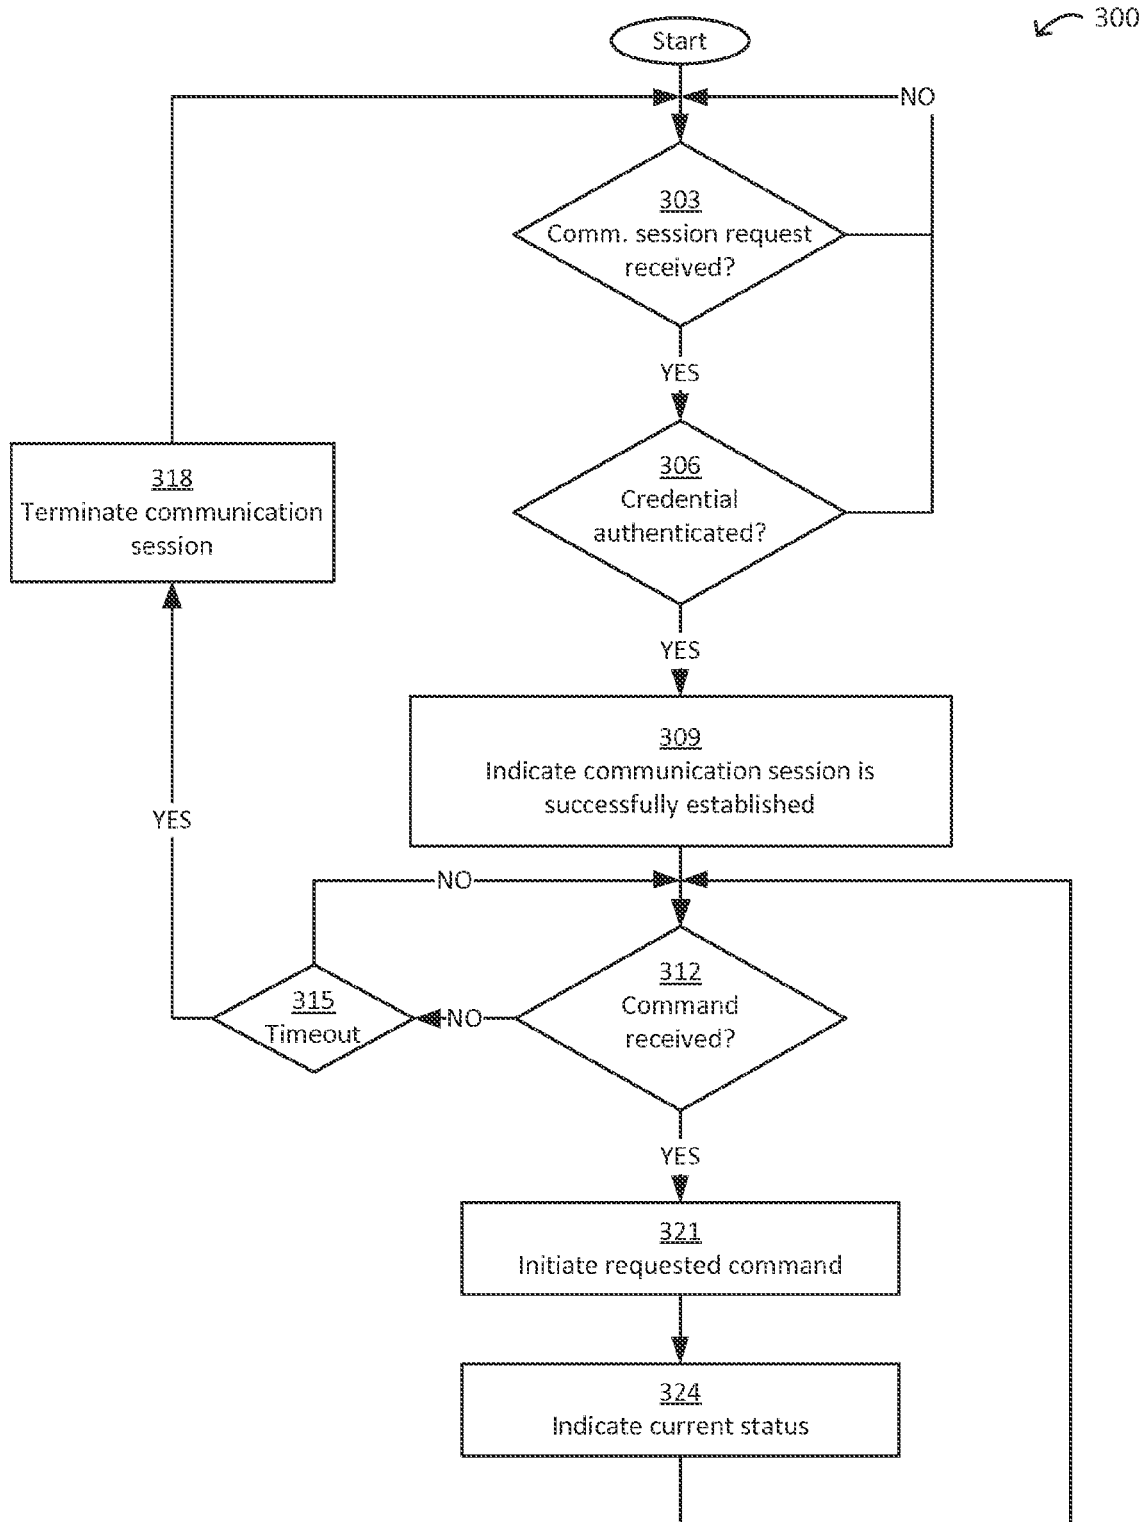 300
Start
NO
303
Comm. session request
received?
YES
306
Credential
authenticated?
318
Terminate communication
session
YES
309
Indicate communication session is
successfully established
YES
NO
312
Command
received?
315
Timeout
NO
YES
321
Initiate requested command
324
Indicate current status